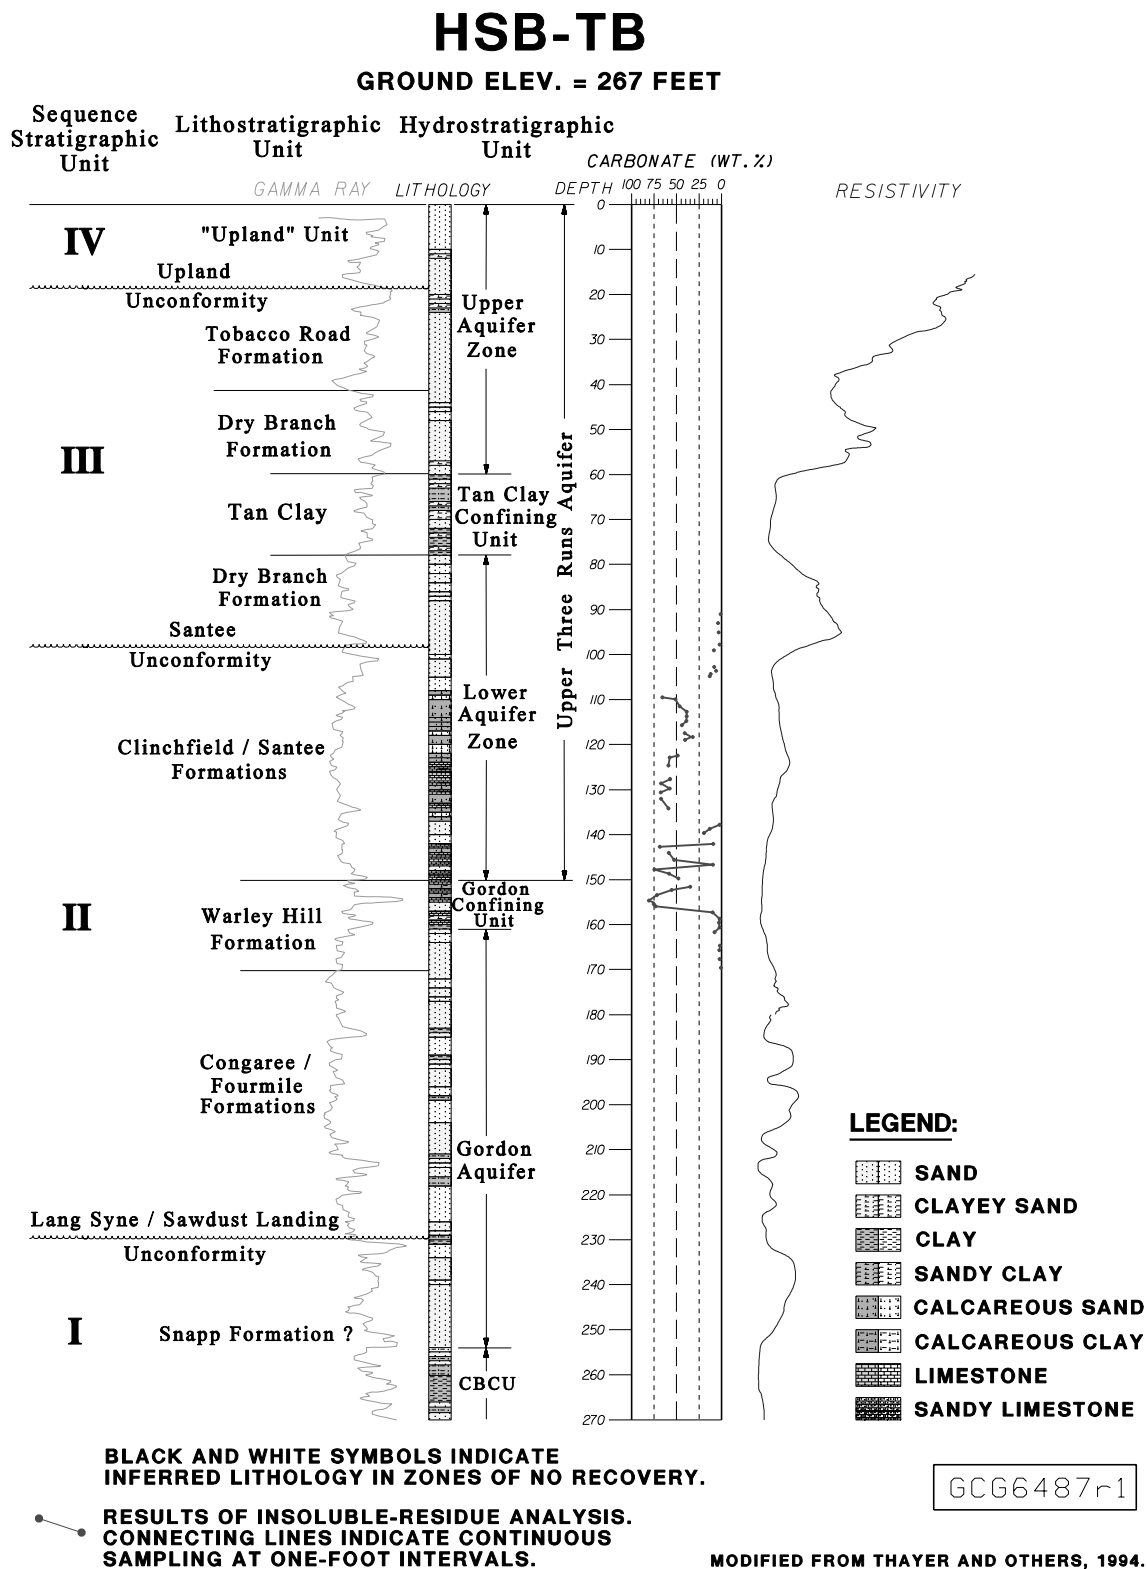 HSB-TB
GROUND ELEV. = 267 FEET
Sequence
Stratigraphic
Unit
Lithostratigraphic
Unit
Hydrostratigraphic
Unit
CARBONATE (WT.%)
GAMMA RAY
LITHOLOGY
DEPTH
100 75 50 25 0
RESISTIVITY
IV
"Upland" Unit
Upland
Unconformity
Tobacco Road
Formation
Dry Branch
Formation
III
Tan Clay
Dry Branch
Formation
Santee
Unconformity
Clinchfield / Santee
Formations
II
Warley Hill
Formation
Congaree /
Fourmile
Formations
Lang Syne / Sawdust Landing
Unconformity
I
Snapp Formation ?
Upper
Aquifer
Zone
Tan Clay
Confining
Unit
Lower
Aquifer
Zone
Gordon
Confining
Unit
Gordon
Aquifer
CBCU
Upper Three Runs Aquifer
0
10
20
30
40
50
60
70
80
90
100
110
120
130
140
150
160
170
180
190
200
210
220
230
240
250
260
270
LEGEND:
SAND
CLAYEY SAND
CLAY
SANDY CLAY
CALCAREOUS SAND
CALCAREOUS CLAY
LIMESTONE
SANDY LIMESTONE
BLACK AND WHITE SYMBOLS INDICATE
INFERRED LITHOLOGY IN ZONES OF NO RECOVERY.
RESULTS OF INSOLUBLE-RESIDUE ANALYSIS.
CONNECTING LINES INDICATE CONTINUOUS
SAMPLING AT ONE-FOOT INTERVALS.
GCG6487r1
MODIFIED FROM THAYER AND OTHERS, 1994.